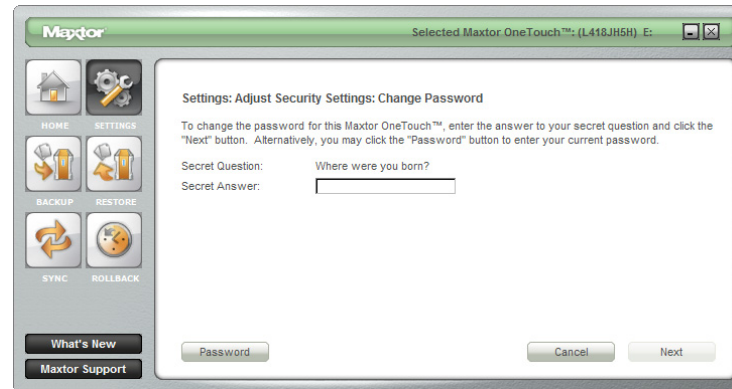 Maxtor Selected Maxtor OneTouch™: (L418JH5H) E:
HOME SETTINGS
BACKUP RESTORE
SYNC ROLLBACK
What's New
Maxtor Support
Settings: Adjust Security Settings: Change Password
To change the password for this Maxtor OneTouch™, enter the answer to your secret question and click the
"Next" button. Alternatively, you may click the "Password" button to enter your current password.
Secret Question: Where were you born?
Secret Answer:
Password Cancel Next